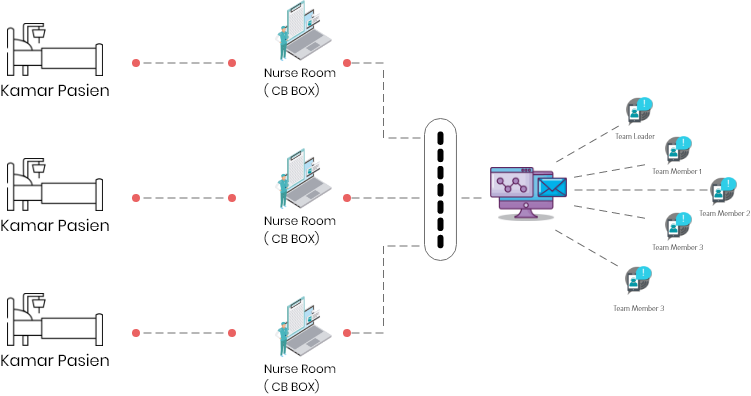 Kamar Pasien
Nurse Room
( CB BOX)
Kamar Pasien
Nurse Room
( CB BOX)
Kamar Pasien
Nurse Room
( CB BOX)
Team Leader
Team Member 1
Team Member 2
Team Member 3
Team Member 3